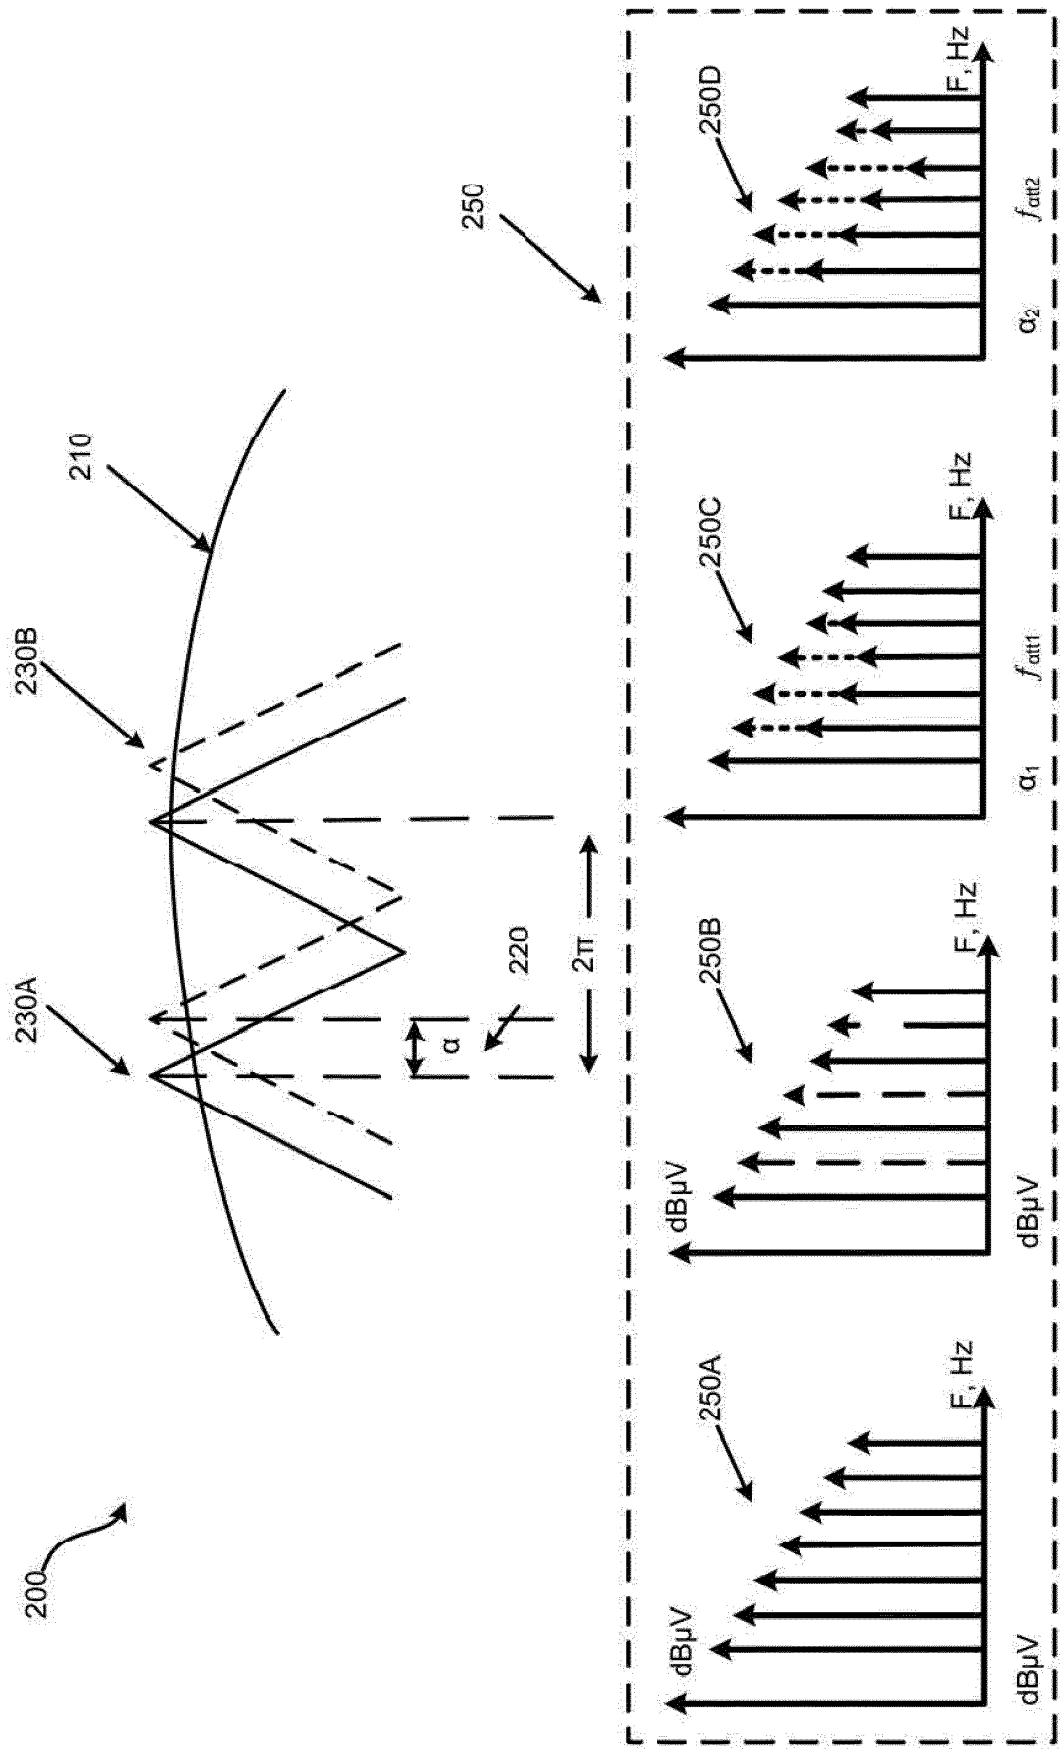 200
230A
230B
210
α
220
2π
250
dBµV
250A
F, Hz
dBµV
dBµV
250B
F, Hz
dBµV
250C
F, Hz
α1
fatt1
250D
F, Hz
α2
fatt2